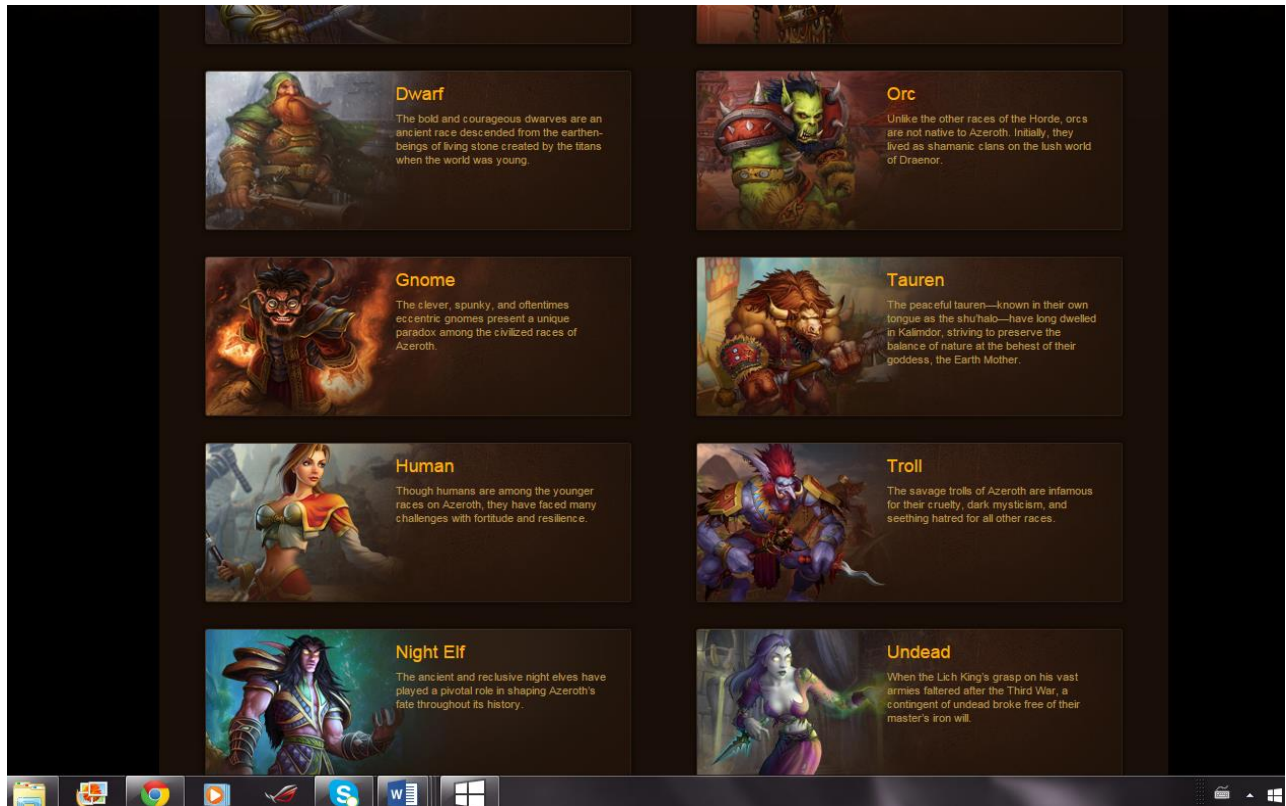 Dwarf
The bold and courageous dwarves are an
ancient race descended from the earthen-
beings of living stone created by the titans
when the world was young.
Orc
Unlike the other races of the Horde, orcs
are not native to Azeroth. Initially, they
lived as shamanic clans on the lush world
of Draenor.
Gnome
The clever, spunky, and oftentimes
eccentric gnomes present a unique
paradox among the civilized races of
Azeroth.
Tauren
The peaceful tauren—known in their own
tongue as the shu'halo—have long dwelled
in Kalimdor, striving to preserve the
balance of nature at the behest of their
goddess, the Earth Mother.
Human
Though humans are among the younger
races on Azeroth, they have faced many
challenges with fortitude and resilience.
Troll
The savage trolls of Azeroth are infamous
for their cruelty, dark mysticism, and
seething hatred for all other races.
Night Elf
The ancient and reclusive night elves have
played a pivotal role in shaping Azeroth's
fate throughout its history.
Undead
When the Lich King's grasp on his vast
armies faltered after the Third War, a
contingent of undead broke free of their
master's iron will.